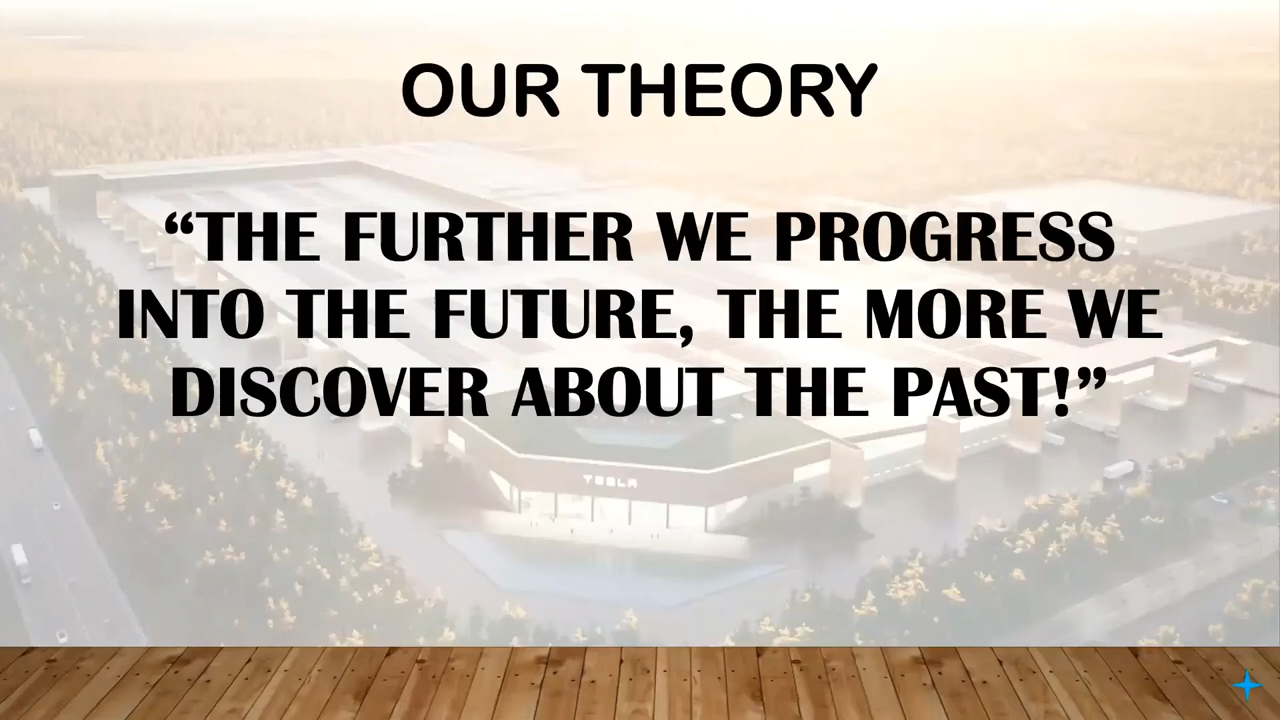 OUR THEORY
“THE FURTHER WE PROGRESS
INTO THE FUTURE, THE MORE WE
DISCOVER ABOUT THE PAST!”
TESLA